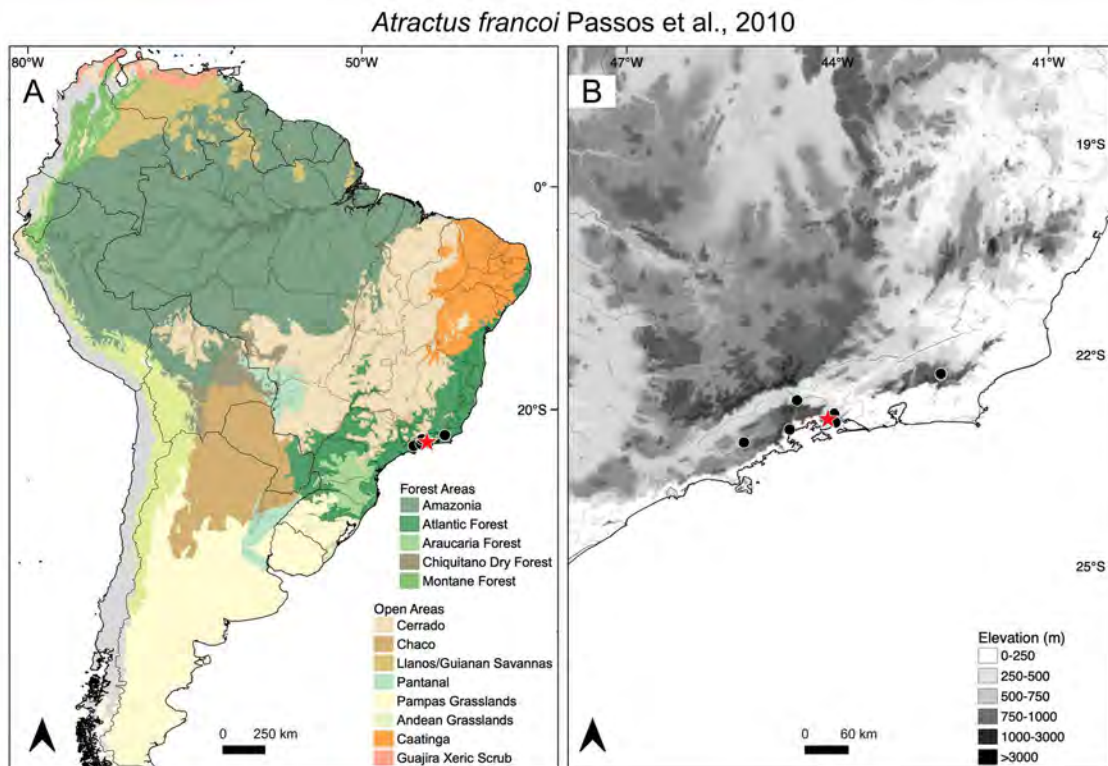 Atractus francoi Passos et al., 2010
80°W
50°W
A
0°
20°S
Forest Areas
Amazonia
Atlantic Forest
Araucaria Forest
Chiquitano Dry Forest
Montane Forest
Open Areas
Cerrado
Chaco
Llanos/Guianan Savannas
Pantanal
Pampas Grasslands
Andean Grasslands
Caatinga
Guajira Xeric Scrub
0 250 km
47°W
44°W
41°W
B
19°S
22°S
25°S
Elevation (m)
0-250
250-500
500-750
750-1000
1000-3000
>3000
0 60 km